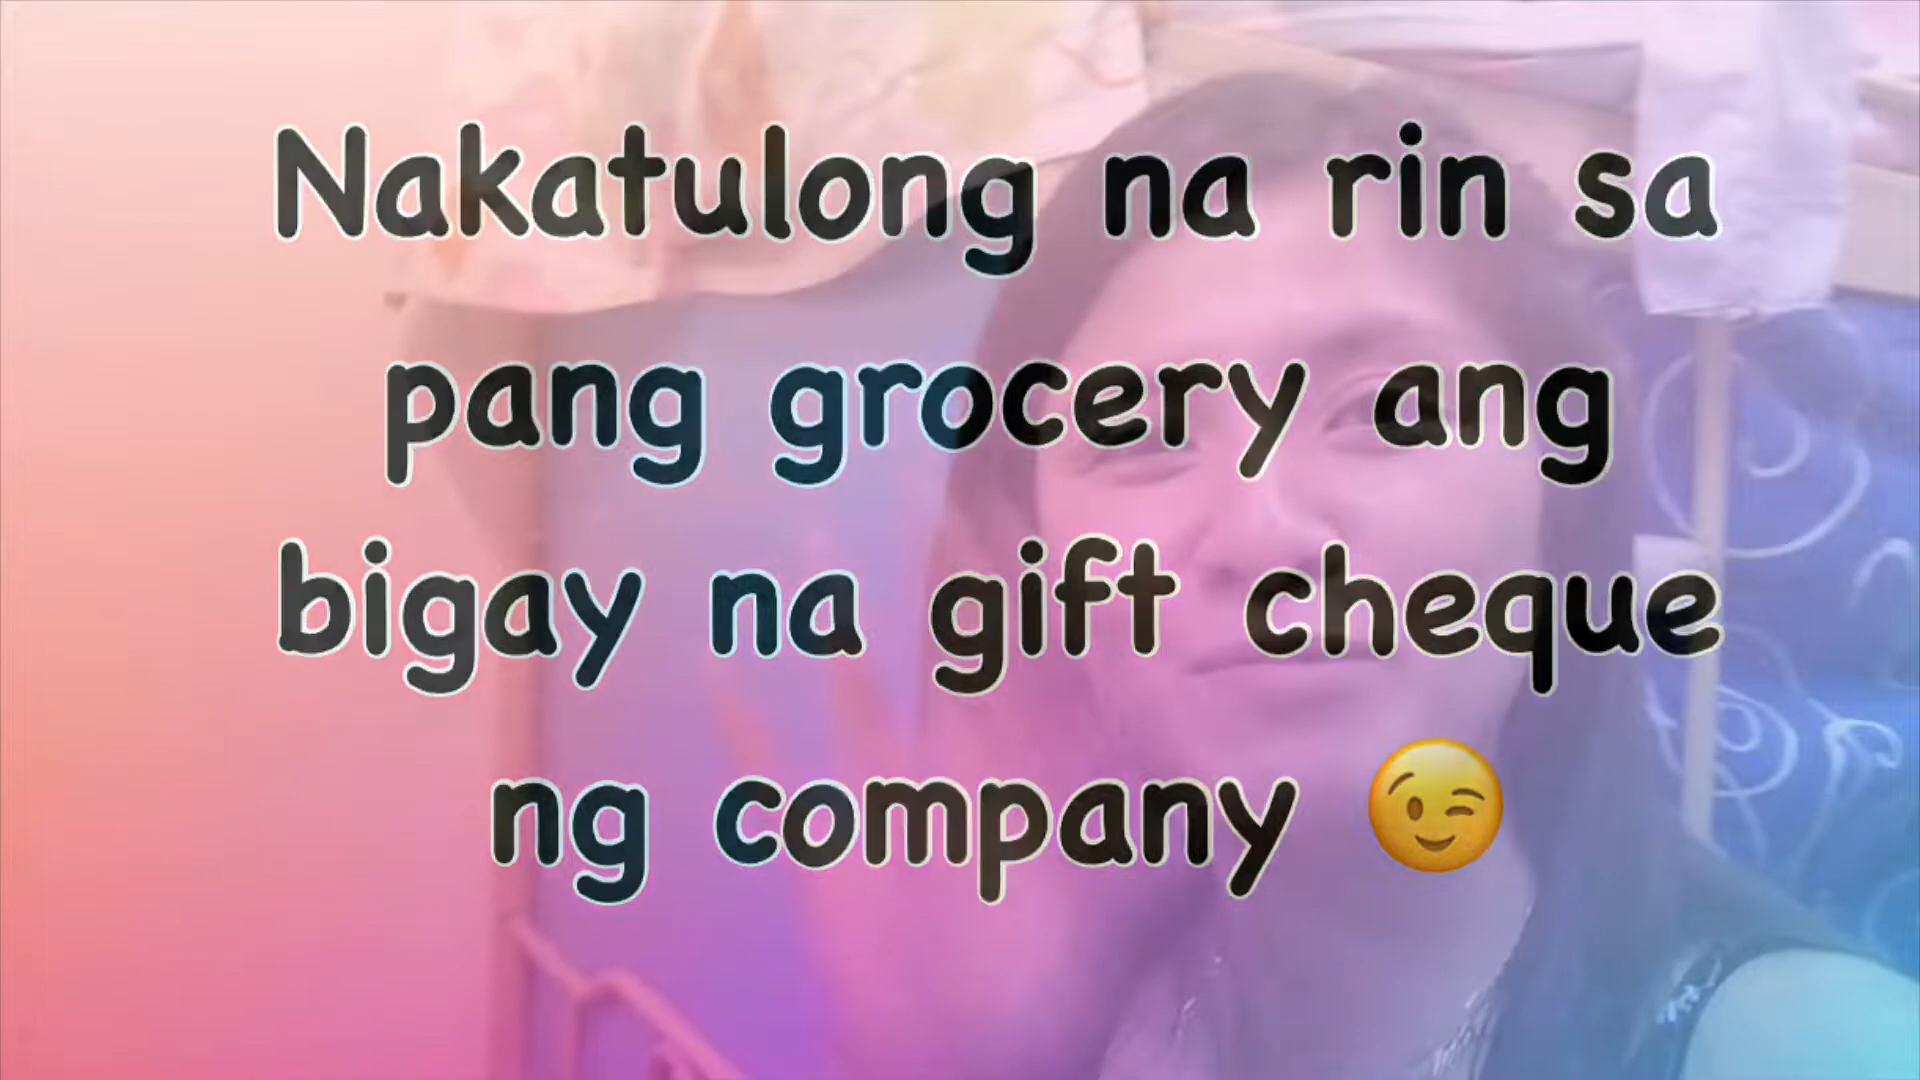 Nakatulong na rin sa
pang grocery ang
bigay na gift cheque
ng company 😉